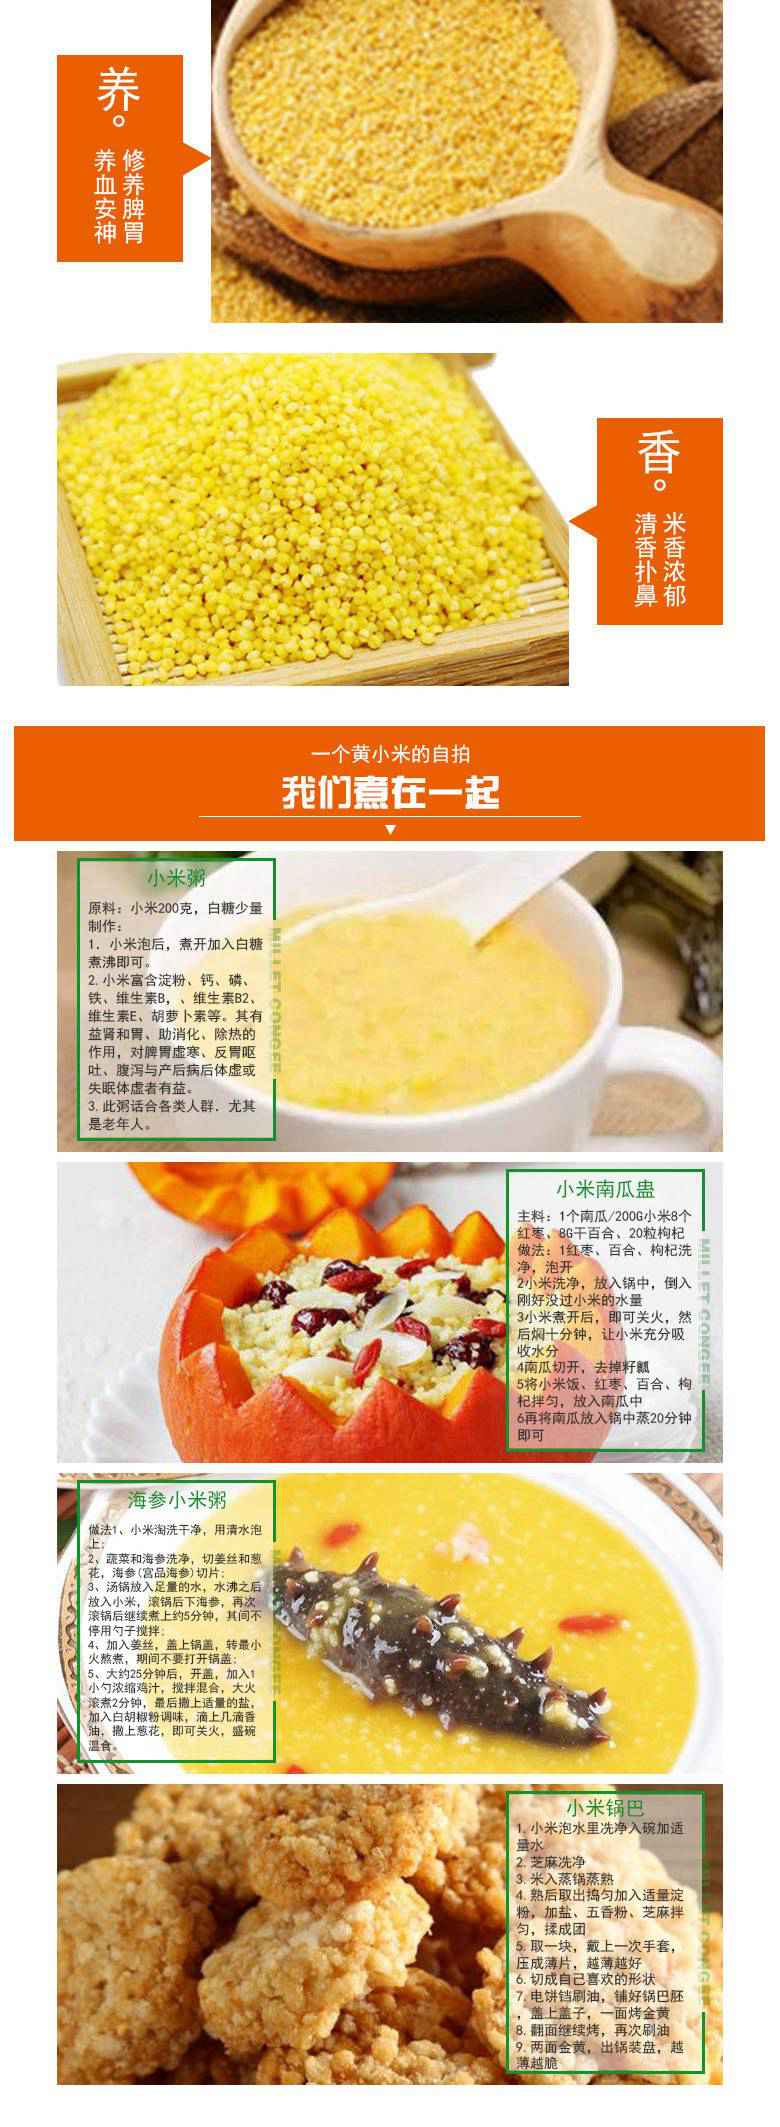 养。
修养脾胃
养血安神
香。
米香浓郁
清香扑鼻
一个黄小米的自拍
我们煮在一起
小米粥
原料：小米200克，白糖少量
制作：
1. 小米泡后，煮开加入白糖
煮沸即可。
2.小米富含淀粉、钙、磷、
铁、维生素B，、维生素B2、
维生素E、胡萝卜素等。其有
益肾和胃、助消化、除热的
作用，对脾胃虚寒、反胃呕
吐、腹泻与产后病后体虚或
失眠体虚者有益。
3.此粥话合各类人群．尤其
是老年人。
MILLET CONGEE
小米南瓜蛊
主料：1个南瓜/200G小米8个
红枣、8G干百合、20粒枸杞
做法：1红枣、百合、枸杞洗
净，泡开
2小米洗净，放入锅中，倒入
刚好没过小米的水量
3小米煮开后，即可关火，然
后焖十分钟，让小米充分吸
收水分
4南瓜切开，去掉籽瓤
5将小米饭、红枣、百合、枸
杞拌匀，放入南瓜中
6再将南瓜放入锅中蒸20分钟
即可
MILLET CONGEE
海参小米粥
做法1、小米淘洗干净，用清水泡
上；
2、蔬菜和海参洗净，切姜丝和葱
花，海参(宫品海参)切片；
3、汤锅放入足量的水，水沸之后
放入小米，滚锅后下海参，再次
滚锅后继续煮上约5分钟，其间不
停用勺子搅拌；
4、加入姜丝，盖上锅盖，转最小
火熬煮，期间不要打开锅盖；
5、大约25分钟后，开盖，加入1
小勺浓缩鸡汁，搅拌混合，大火
滚煮2分钟，最后撒上适量的盐，
加入白胡椒粉调味，滴上几滴香
油，撒上葱花，即可关火，盛碗
温食。
小米锅巴
1.小米泡水里冼净入碗加适
量水
2.芝麻冼净
3.米入蒸锅蒸熟
4.熟后取出捣匀加入适量淀
粉，加盐、五香粉、芝麻拌
匀，揉成团
5.取一块，戴上一次手套，
压成薄片，越薄越好
6.切成自己喜欢的形状
7.电饼铛刷油，铺好锅巴胚
，盖上盖子，一面烤金黄
8.翻面继续烤，再次刷油
9.两面金黄，出锅装盘，越
薄越脆